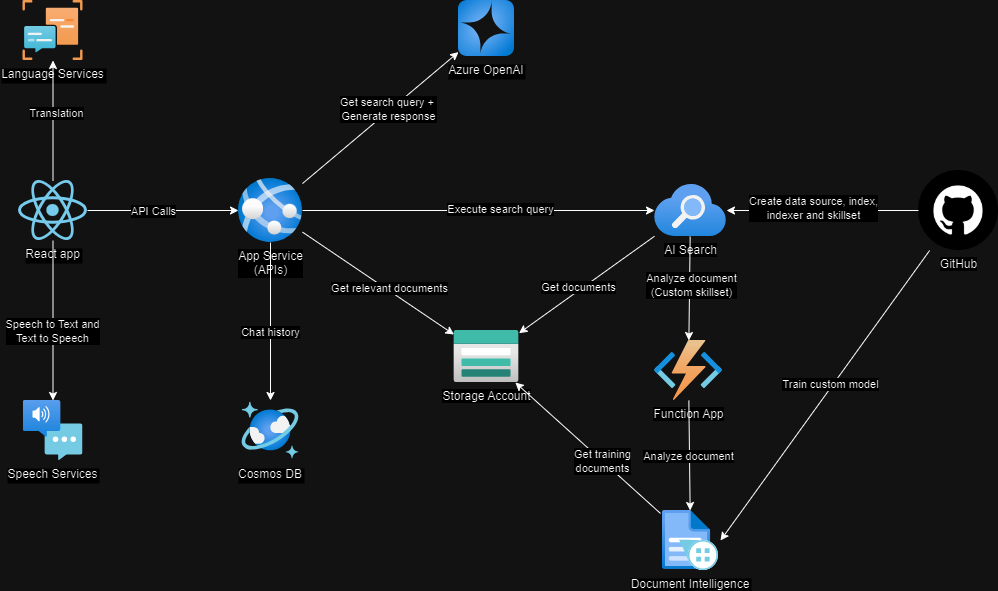 Language Services
Azure OpenAI
Translation
Get search query +
Generate response
React app
API Calls
App Service
(APIs)
Execute search query
AI Search
Create data source, index,
indexer and skillset
GitHub
Get relevant documents
Get documents
Analyze document
(Custom skillset)
Speech to Text and
Text to Speech
Chat history
Storage Account
Function App
Train custom model
Speech Services
Cosmos DB
Get training
documents
Analyze document
Document Intelligence